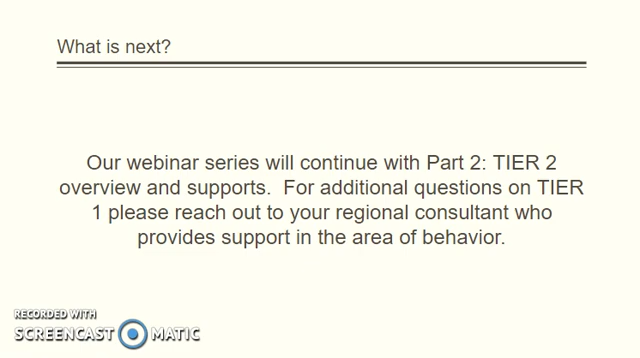 What is next?
Our webinar series will continue with Part 2: TIER 2
overview and supports.  For additional questions on TIER
1 please reach out to your regional consultant who
provides support in the area of behavior.
RECORDED WITH
SCREENCAST MATIC